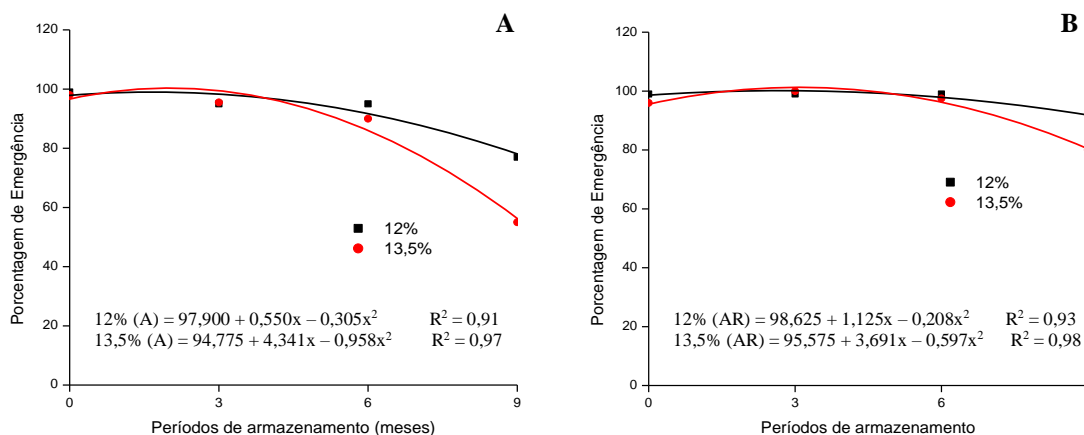 A
120
100
80
60
40
20
0
Porcentagem de Emergência
12%
13,5%
12% (A) = 97,900 + 0,550x – 0,305x² R² = 0,91
13,5% (A) = 94,775 + 4,341x – 0,958x² R² = 0,97
0 3 6 9
Períodos de armazenamento (meses)
B
120
100
80
60
40
20
0
Porcentagem de Emergência
12%
13,5%
12% (AR) = 98,625 + 1,125x – 0,208x² R² = 0,93
13,5% (AR) = 95,575 + 3,691x – 0,597x² R² = 0,98
0 3 6
Períodos de armazenamento